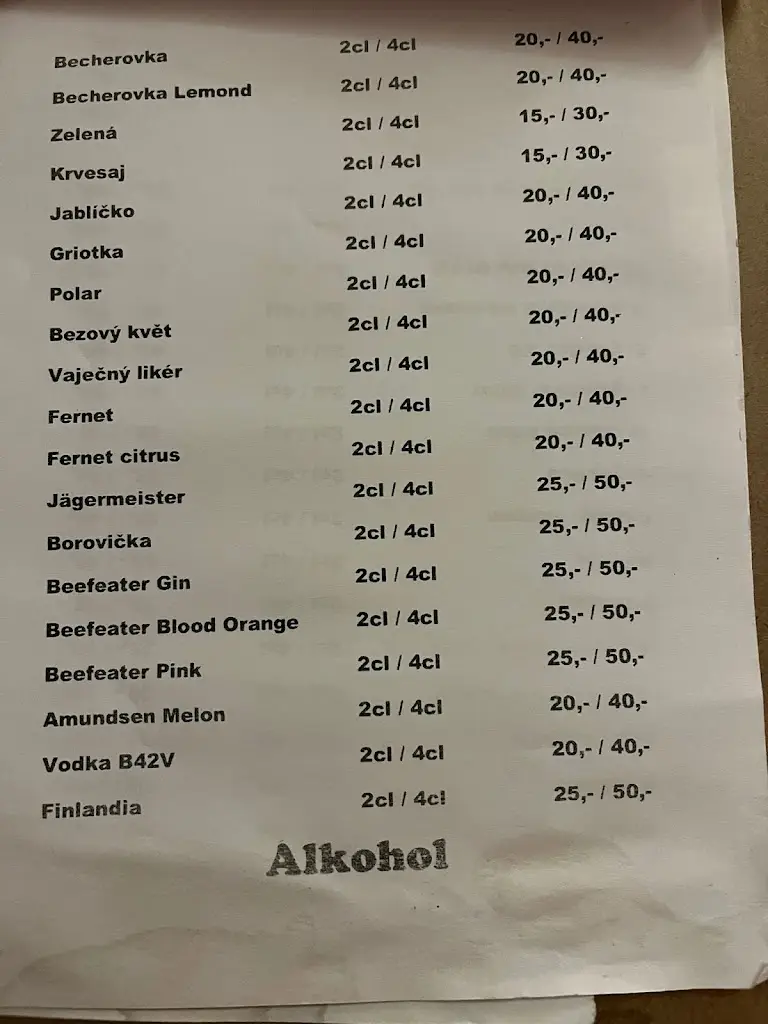 Becherovka 2cl / 4cl 20,- / 40,-
Becherovka Lemond 2cl / 4cl 20,- / 40,-
Zelená 2cl / 4cl 15,- / 30,-
Krvesaj 2cl / 4cl 15,- / 30,-
Jablíčko 2cl / 4cl 20,- / 40,-
Griotka 2cl / 4cl 20,- / 40,-
Polar 2cl / 4cl 20,- / 40,-
Bezový květ 2cl / 4cl 20,- / 40,-
Vaječný likér 2cl / 4cl 20,- / 40,-
Fernet 2cl / 4cl 20,- / 40,-
Fernet citrus 2cl / 4cl 20,- / 40,-
Jägermeister 2cl / 4cl 25,- / 50,-
Borovička 2cl / 4cl 25,- / 50,-
Beefeater Gin 2cl / 4cl 25,- / 50,-
Beefeater Blood Orange 2cl / 4cl 25,- / 50,-
Beefeater Pink 2cl / 4cl 25,- / 50,-
Amundsen Melon 2cl / 4cl 20,- / 40,-
Vodka B42V 2cl / 4cl 20,- / 40,-
Finlandia 2cl / 4cl 25,- / 50,-
Alkohol